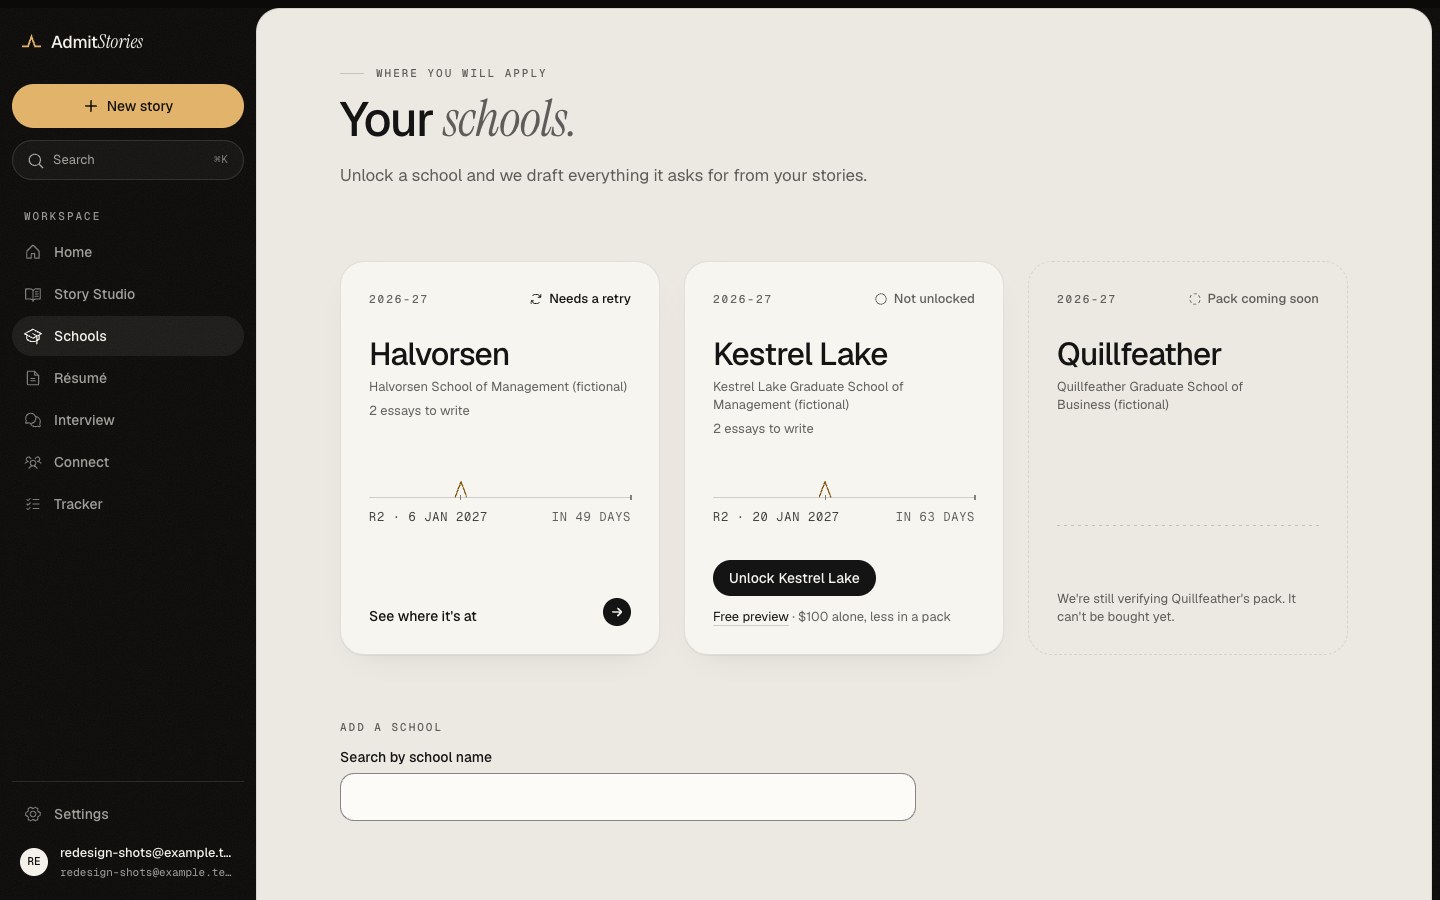 AdmitStories
New story
Search ⌘K
WORKSPACE
Home
Story Studio
Schools
Résumé
Interview
Connect
Tracker
Settings
RE
redesign-shots@example.t…
redesign-shots@example.te…
WHERE YOU WILL APPLY
Your schools.
Unlock a school and we draft everything it asks for from your stories.
2026-27 Needs a retry
Halvorsen
Halvorsen School of Management (fictional)
2 essays to write
R2 · 6 JAN 2027 IN 49 DAYS
See where it's at
2026-27 Not unlocked
Kestrel Lake
Kestrel Lake Graduate School of
Management (fictional)
2 essays to write
R2 · 20 JAN 2027 IN 63 DAYS
Unlock Kestrel Lake
Free preview · $100 alone, less in a pack
2026-27 Pack coming soon
Quillfeather
Quillfeather Graduate School of
Business (fictional)
We're still verifying Quillfeather's pack. It
can't be bought yet.
ADD A SCHOOL
Search by school name